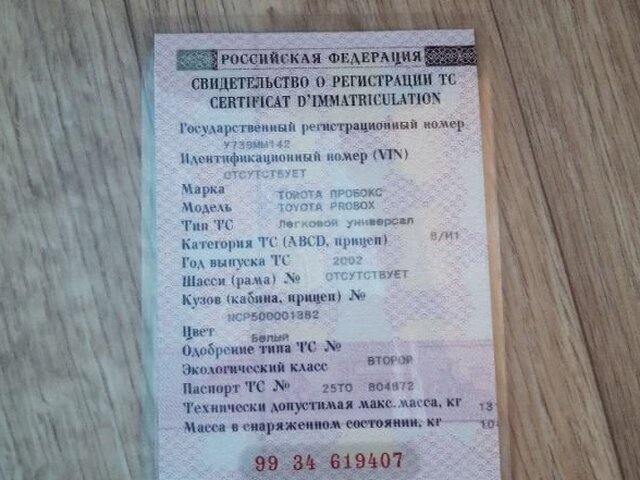 РОССИЙСКАЯ ФЕДЕРАЦИЯ
СВИДЕТЕЛЬСТВО О РЕГИСТРАЦИИ ТС
CERTIFICAT D'IMMATRICULATION
Государственный регистрационный номер
У739ММ142
Идентификационный номер (VIN)
ОТСУТСТВУЕТ
Марка ТОЙОТА ПРОБОКС
Модель TOYOTA PROBOX
Тип ТС Легковой универсал
Категория ТС (ABCD, прицеп) В/М1
Год выпуска ТС 2002
Шасси (рама) № ОТСУТСТВУЕТ
Кузов (кабина, прицеп) №
NCP500001382
Цвет Белый
Одобрение типа ТС №
Экологический класс ВТОРОЙ
Паспорт ТС № 25ТО 804872
Технически допустимая макс. масса, кг
Масса в снаряженном состоянии, кг
99 34 619407